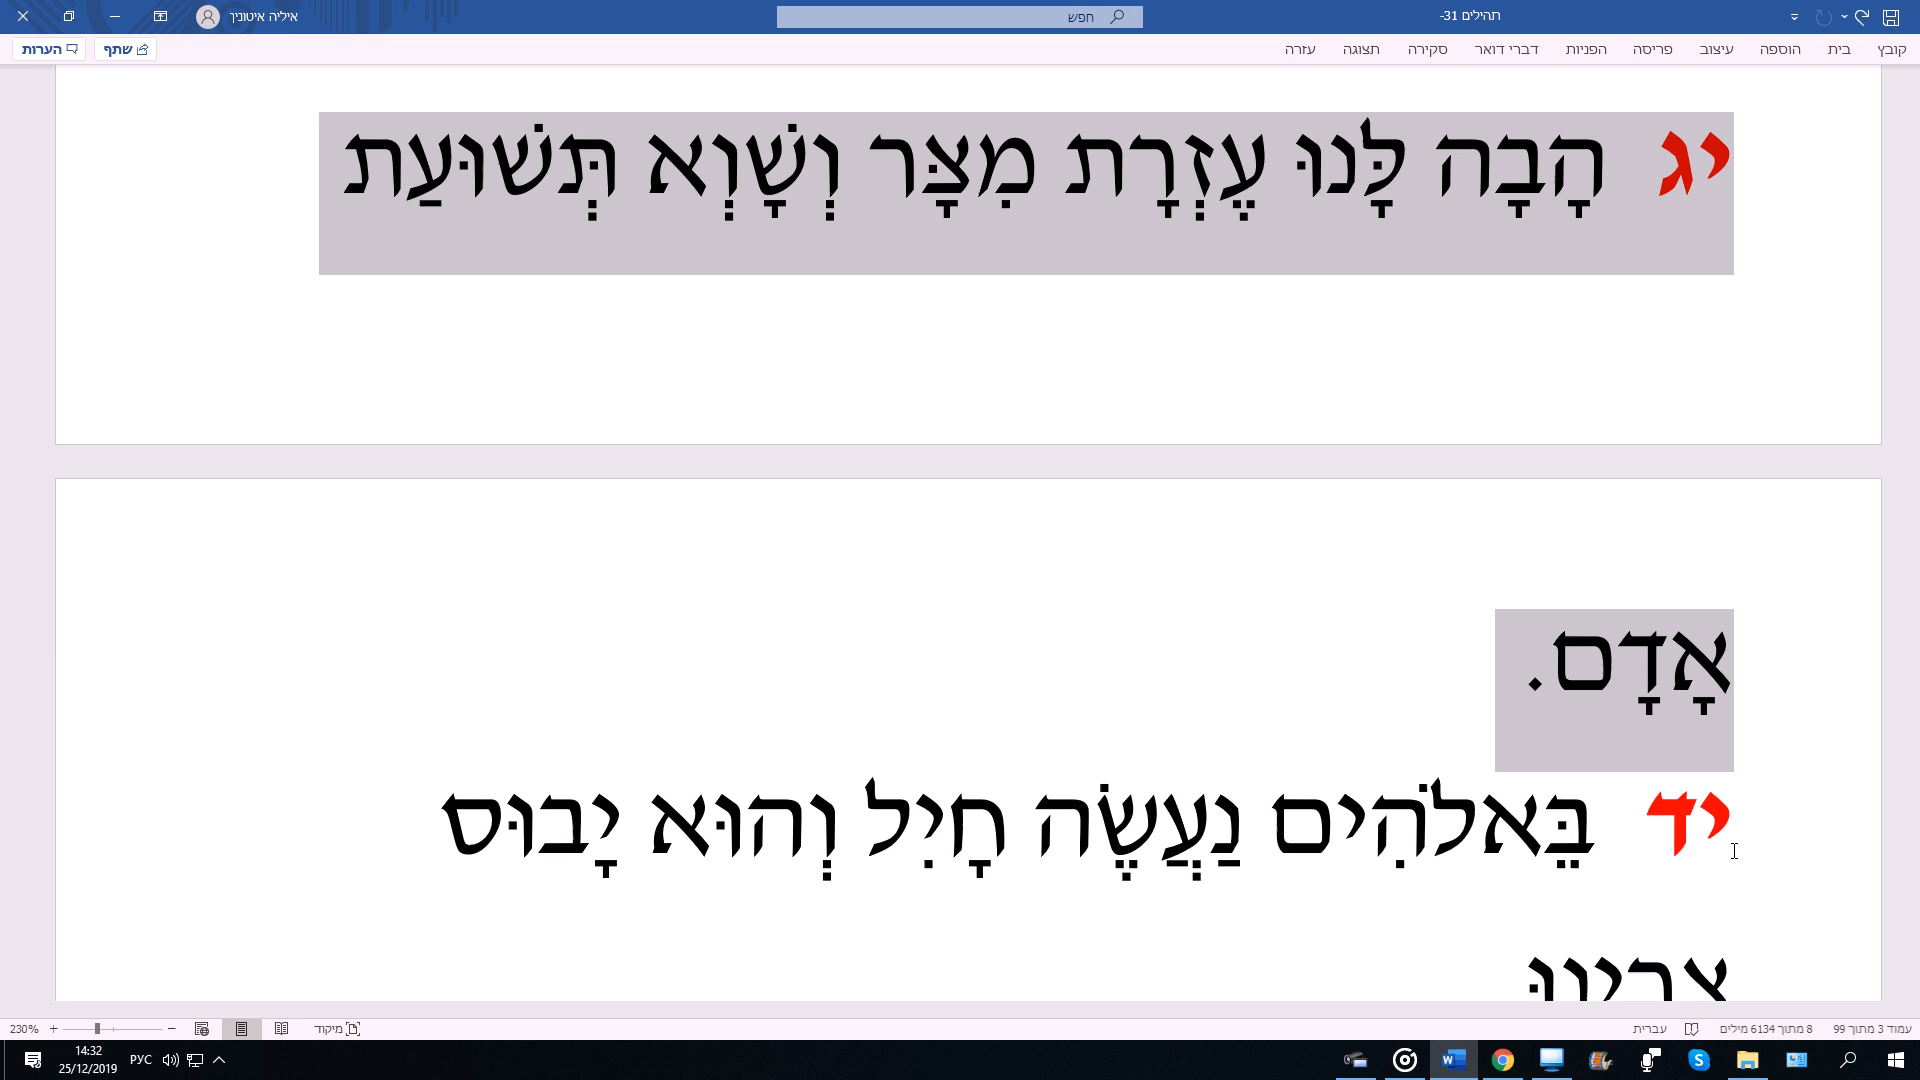 תהילים 31-
חפש
איליה איטוניך
קובץ בית הוספה עיצוב פריסה הפניות דברי דואר סקירה תצוגה עזרה
שתף הערות
יג הָבָה לָּנוּ עֶזְרָת מִצָּר וְשָׁוְא תְּשׁוּעַת
אָדָם.
יד בֵּאלֹהִים נַעֲשֶׂה חָיִל וְהוּא יָבוּס
צרינוּ
עמוד 3 מתוך 99 8 מתוך 6134 מילים עברית
מיקוד 230%
14:32
РУС
25/12/2019